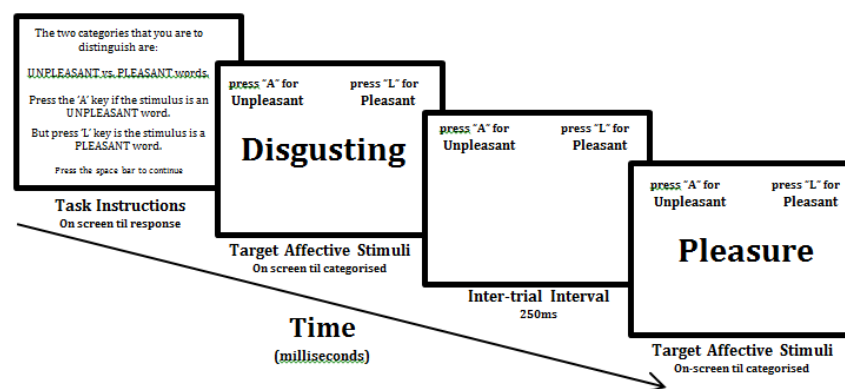 The two categories that you are to
distinguish are:
UNPLEASANT vs. PLEASANT words.
Press the 'A' key if the stimulus is an
UNPLEASANT word.
But press 'L' key is the stimulus is a
PLEASANT word.
Press the space bar to continue
Task Instructions
On screen til response
press "A" for
Unpleasant
press "L" for
Pleasant
Disgusting
Target Affective Stimuli
On screen til categorised
press "A" for
Unpleasant
press "L" for
Pleasant
Inter-trial Interval
250ms
press "A" for
Unpleasant
press "L" for
Pleasant
Pleasure
Target Affective Stimuli
On-screen til categorised
Time
(milliseconds)